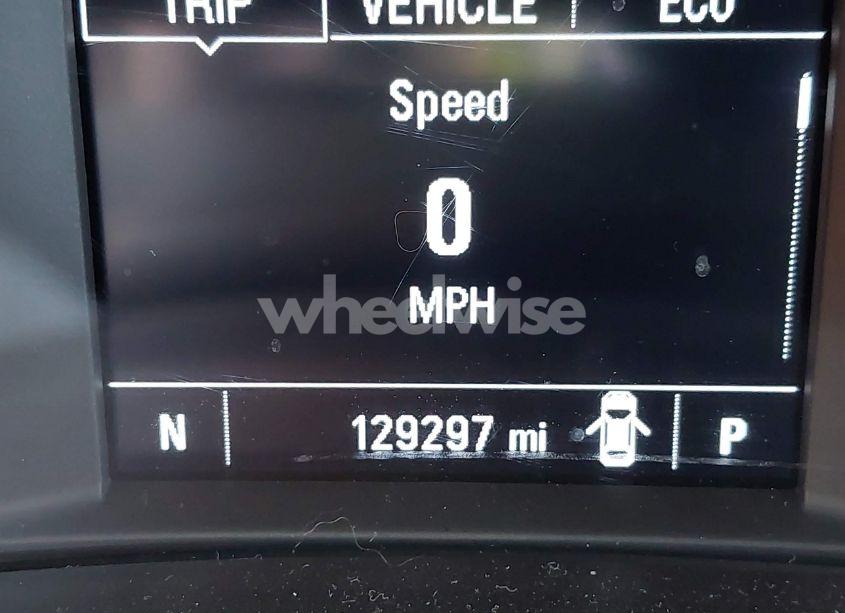 TRIP VEHICLE ECO
Speed
0
MPH
wheelwise
N 129297 mi P